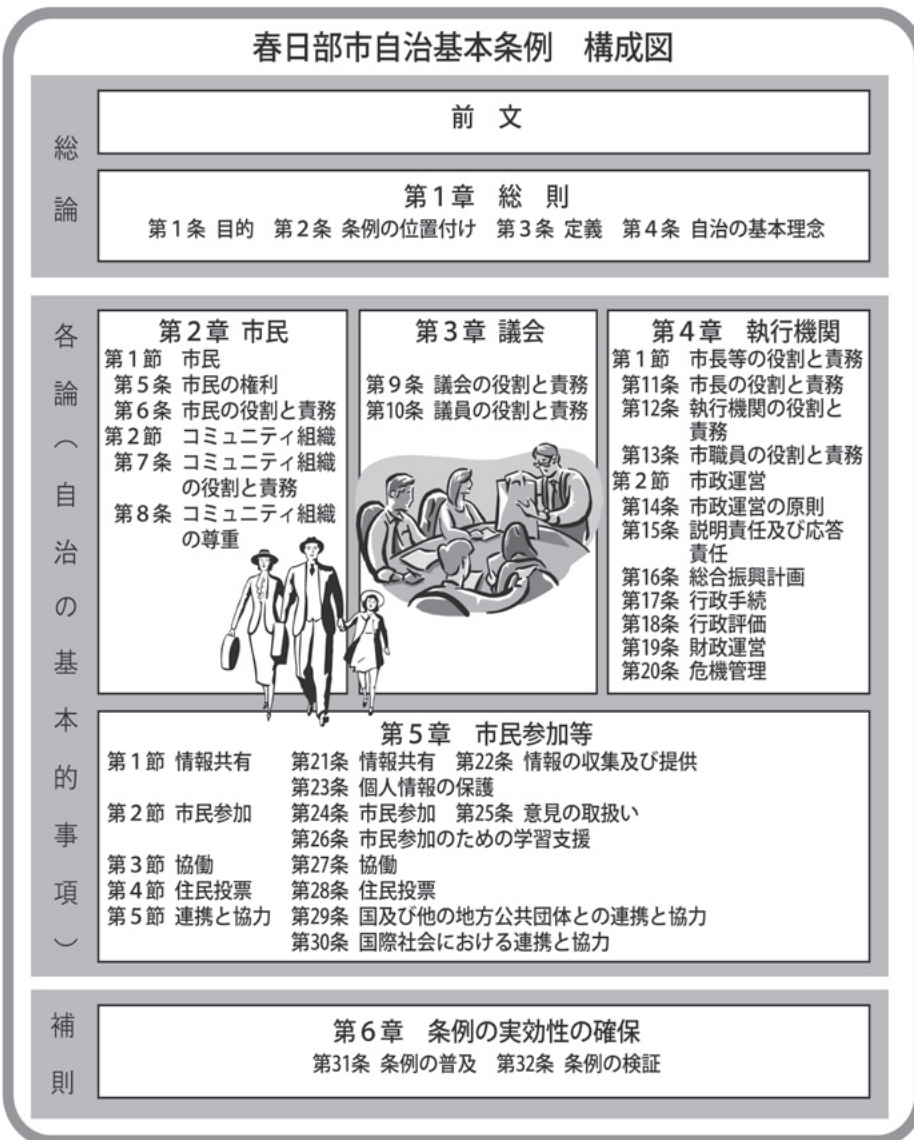 春日部市自治基本条例　構成図
総論
前　文
第1章　総　則
第1条 目的　第2条 条例の位置付け　第3条 定義　第4条 自治の基本理念
各論（自治の基本的事項）
第2章 市民
第1節　市民
第5条 市民の権利
第6条 市民の役割と責務
第2節　コミュニティ組織
第7条 コミュニティ組織
の役割と責務
第8条 コミュニティ組織
の尊重
第3章 議会
第9条 議会の役割と責務
第10条 議員の役割と責務
第4章　執行機関
第1節　市長等の役割と責務
第11条 市長の役割と責務
第12条 執行機関の役割と
責務
第13条 市職員の役割と責務
第2節　市政運営
第14条 市政運営の原則
第15条 説明責任及び応答
責任
第16条 総合振興計画
第17条 行政手続
第18条 行政評価
第19条 財政運営
第20条 危機管理
第5章　市民参加等
第1節 情報共有　第21条 情報共有　第22条 情報の収集及び提供
第23条 個人情報の保護
第2節 市民参加　第24条 市民参加　第25条 意見の取扱い
第26条 市民参加のための学習支援
第3節 協働　第27条 協働
第4節 住民投票　第28条 住民投票
第5節 連携と協力　第29条 国及び他の地方公共団体との連携と協力
第30条 国際社会における連携と協力
補則
第6章　条例の実効性の確保
第31条 条例の普及　第32条 条例の検証